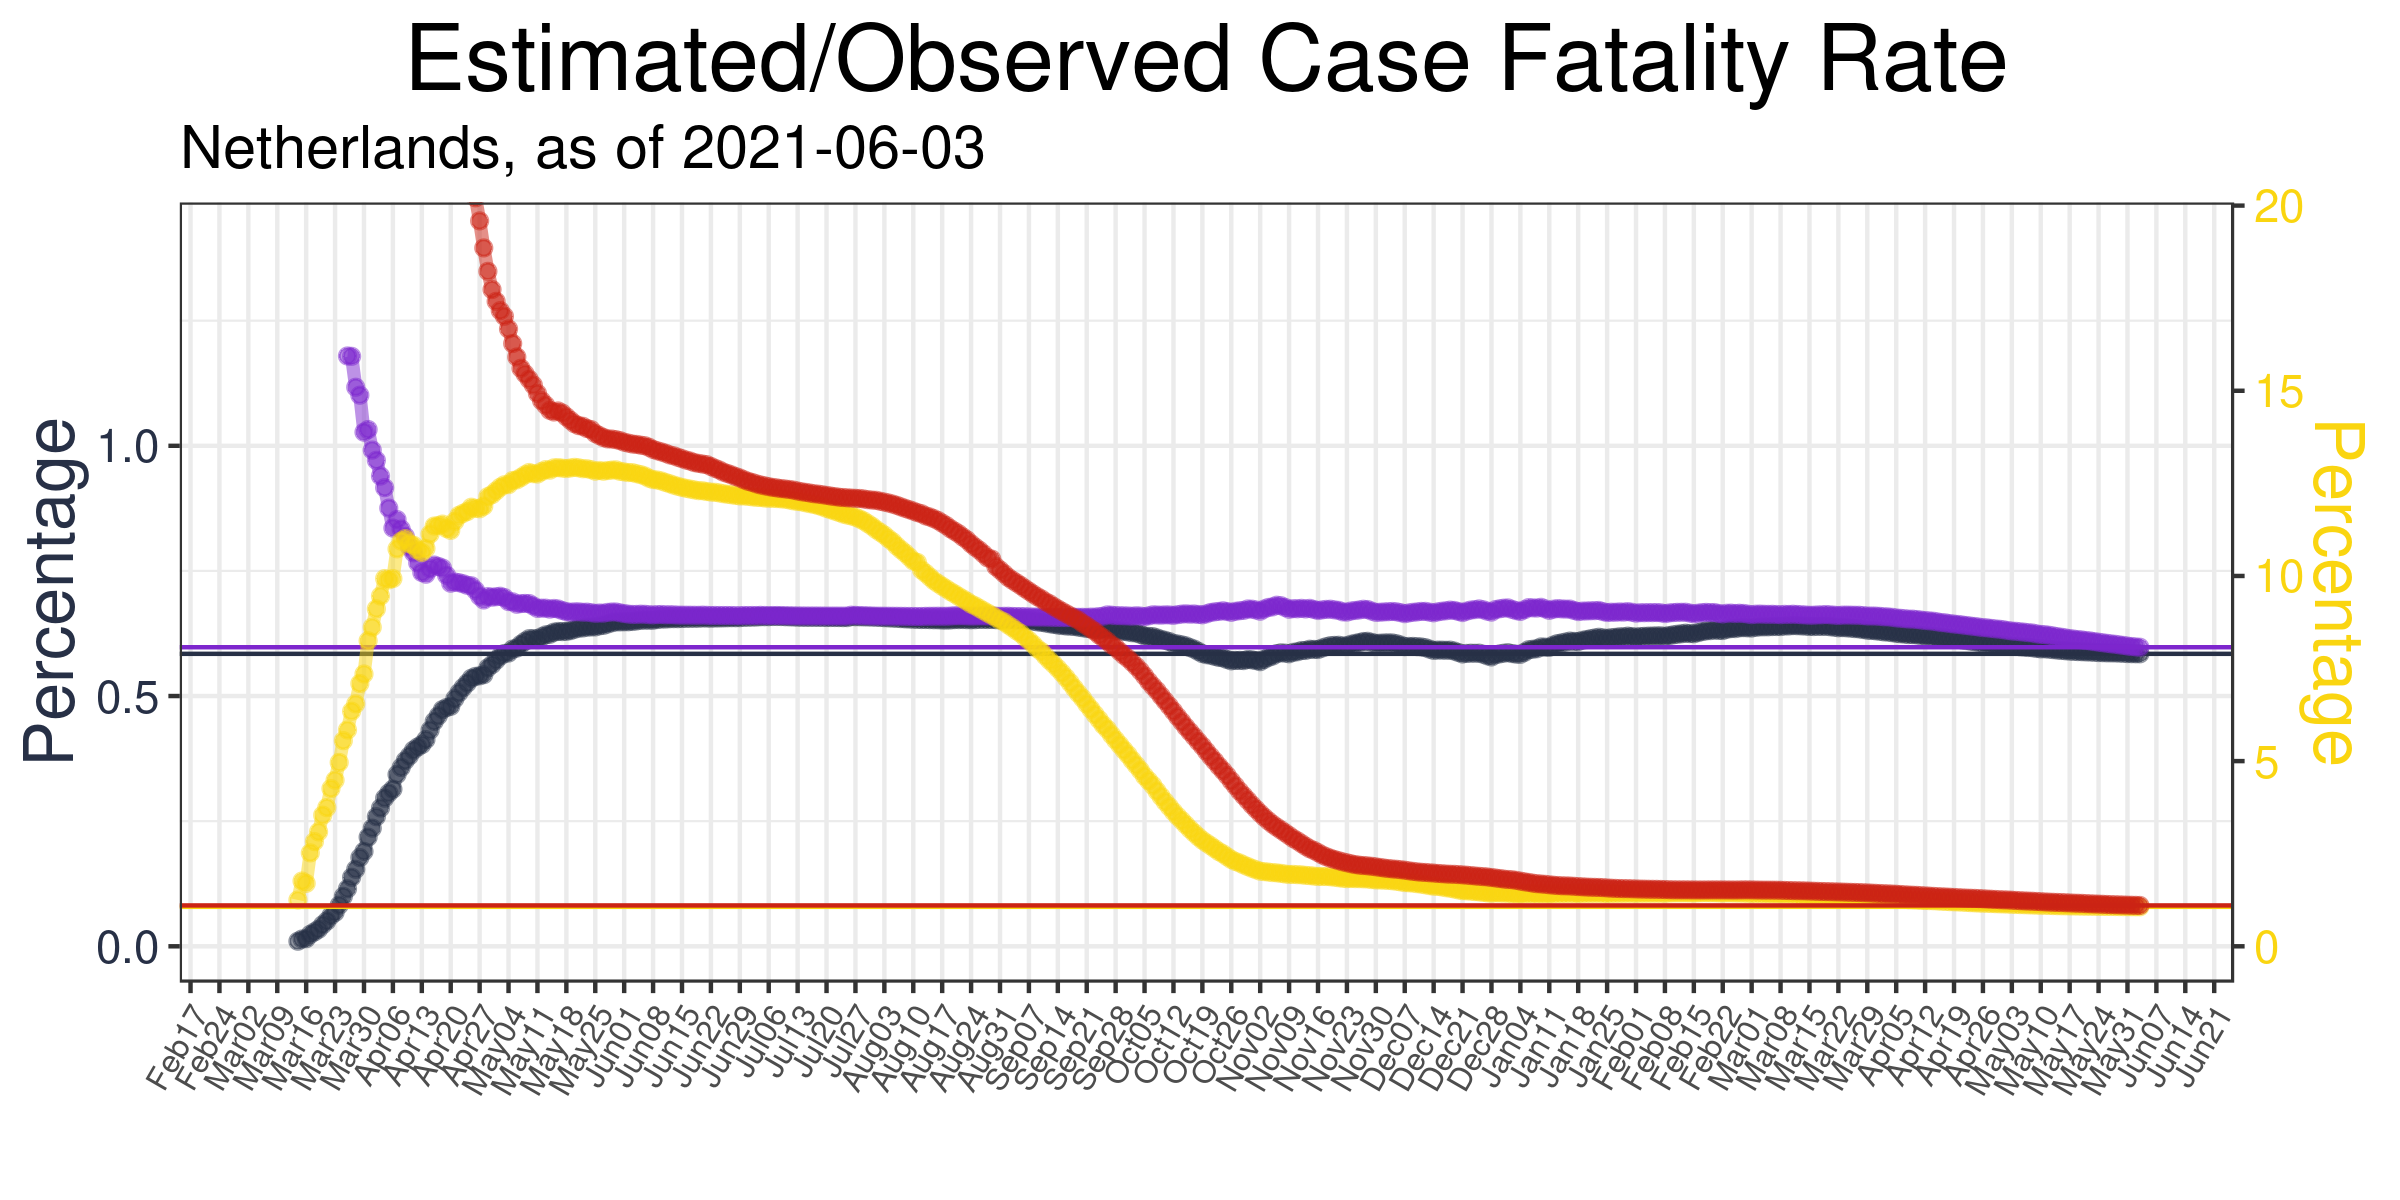 Estimated/Observed Case Fatality Rate
Netherlands, as of 2021-06-03
Percentage
1.0
0.5
0.0
20
15
10
5
0
Percentage
Feb17
Feb24
Mar02
Mar09
Mar16
Mar23
Mar30
Apr06
Apr13
Apr20
Apr27
May04
May11
May18
May25
Jun01
Jun08
Jun15
Jun22
Jun29
Jul06
Jul13
Jul20
Jul27
Aug03
Aug10
Aug17
Aug24
Aug31
Sep07
Sep14
Sep21
Sep28
Oct05
Oct12
Oct19
Oct26
Nov02
Nov09
Nov16
Nov23
Nov30
Dec07
Dec14
Dec21
Dec28
Jan04
Jan11
Jan18
Jan25
Feb01
Feb08
Feb15
Feb22
Mar01
Mar08
Mar15
Mar22
Mar29
Apr05
Apr12
Apr19
Apr26
May03
May10
May17
May24
May31
Jun07
Jun14
Jun21